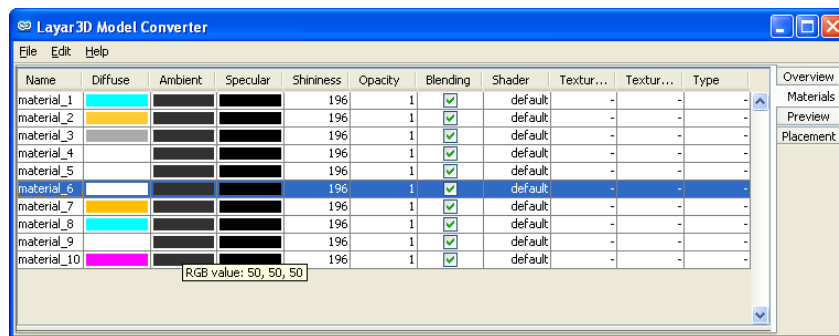 Layar3D Model Converter
File Edit Help
Name Diffuse Ambient Specular Shininess Opacity Blending Shader Textur... Textur... Type
material_1 196 1 default - - -
material_2 196 1 default - - -
material_3 196 1 default - - -
material_4 196 1 default - - -
material_5 196 1 default - - -
material_6 196 1 default - - -
material_7 196 1 default - - -
material_8 196 1 default - - -
material_9 196 1 default - - -
material_10 196 1 default - - -
RGB value: 50, 50, 50
Overview
Materials
Preview
Placement